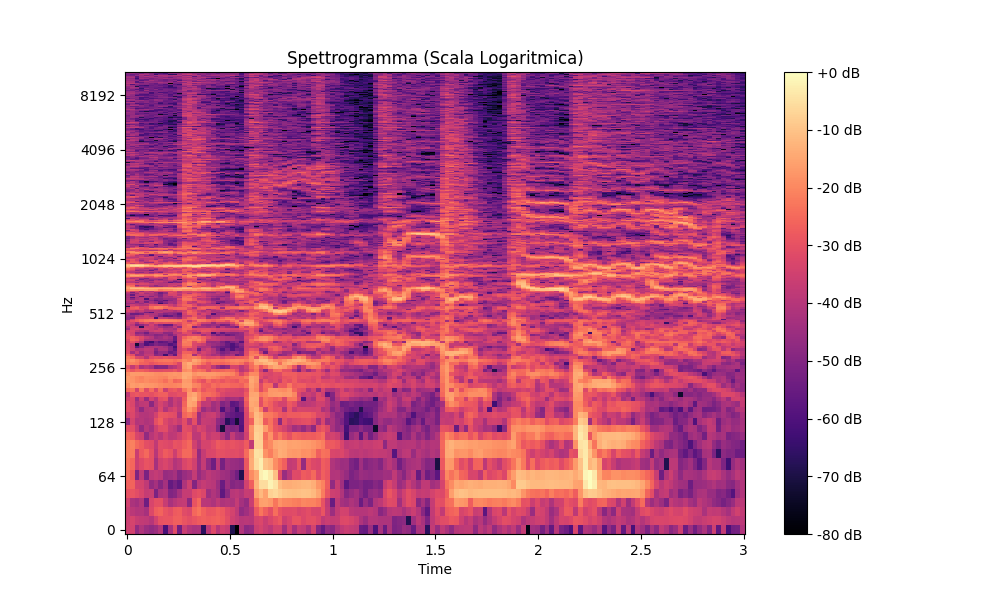 Spettrogramma (Scala Logaritmica)
Hz
8192
4096
2048
1024
512
256
128
64
0
0 0.5 1 1.5 2 2.5 3
Time
+0 dB
-10 dB
-20 dB
-30 dB
-40 dB
-50 dB
-60 dB
-70 dB
-80 dB